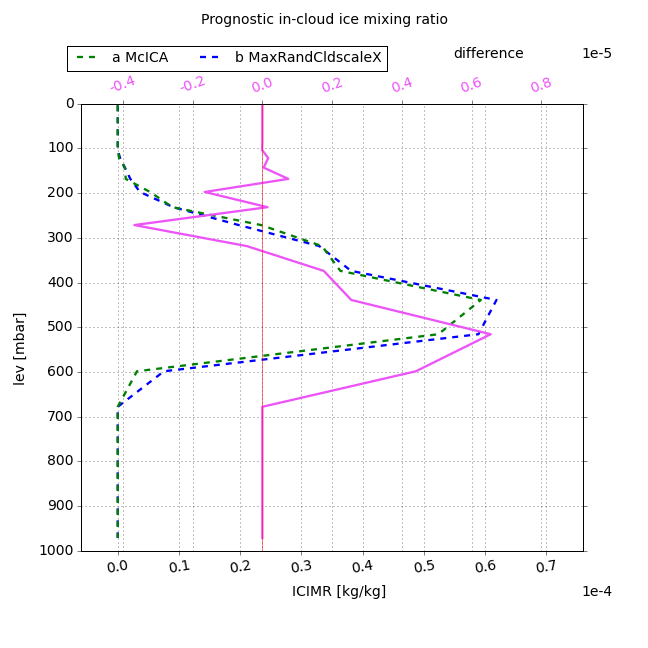 Prognostic in-cloud ice mixing ratio
a McICA b MaxRandCldscaleX difference 1e-5
-0.4 -0.2 0.0 0.2 0.4 0.6 0.8
0
100
200
300
400
500
600
700
800
900
1000
lev [mbar]
0.0 0.1 0.2 0.3 0.4 0.5 0.6 0.7
ICIMR [kg/kg] 1e-4